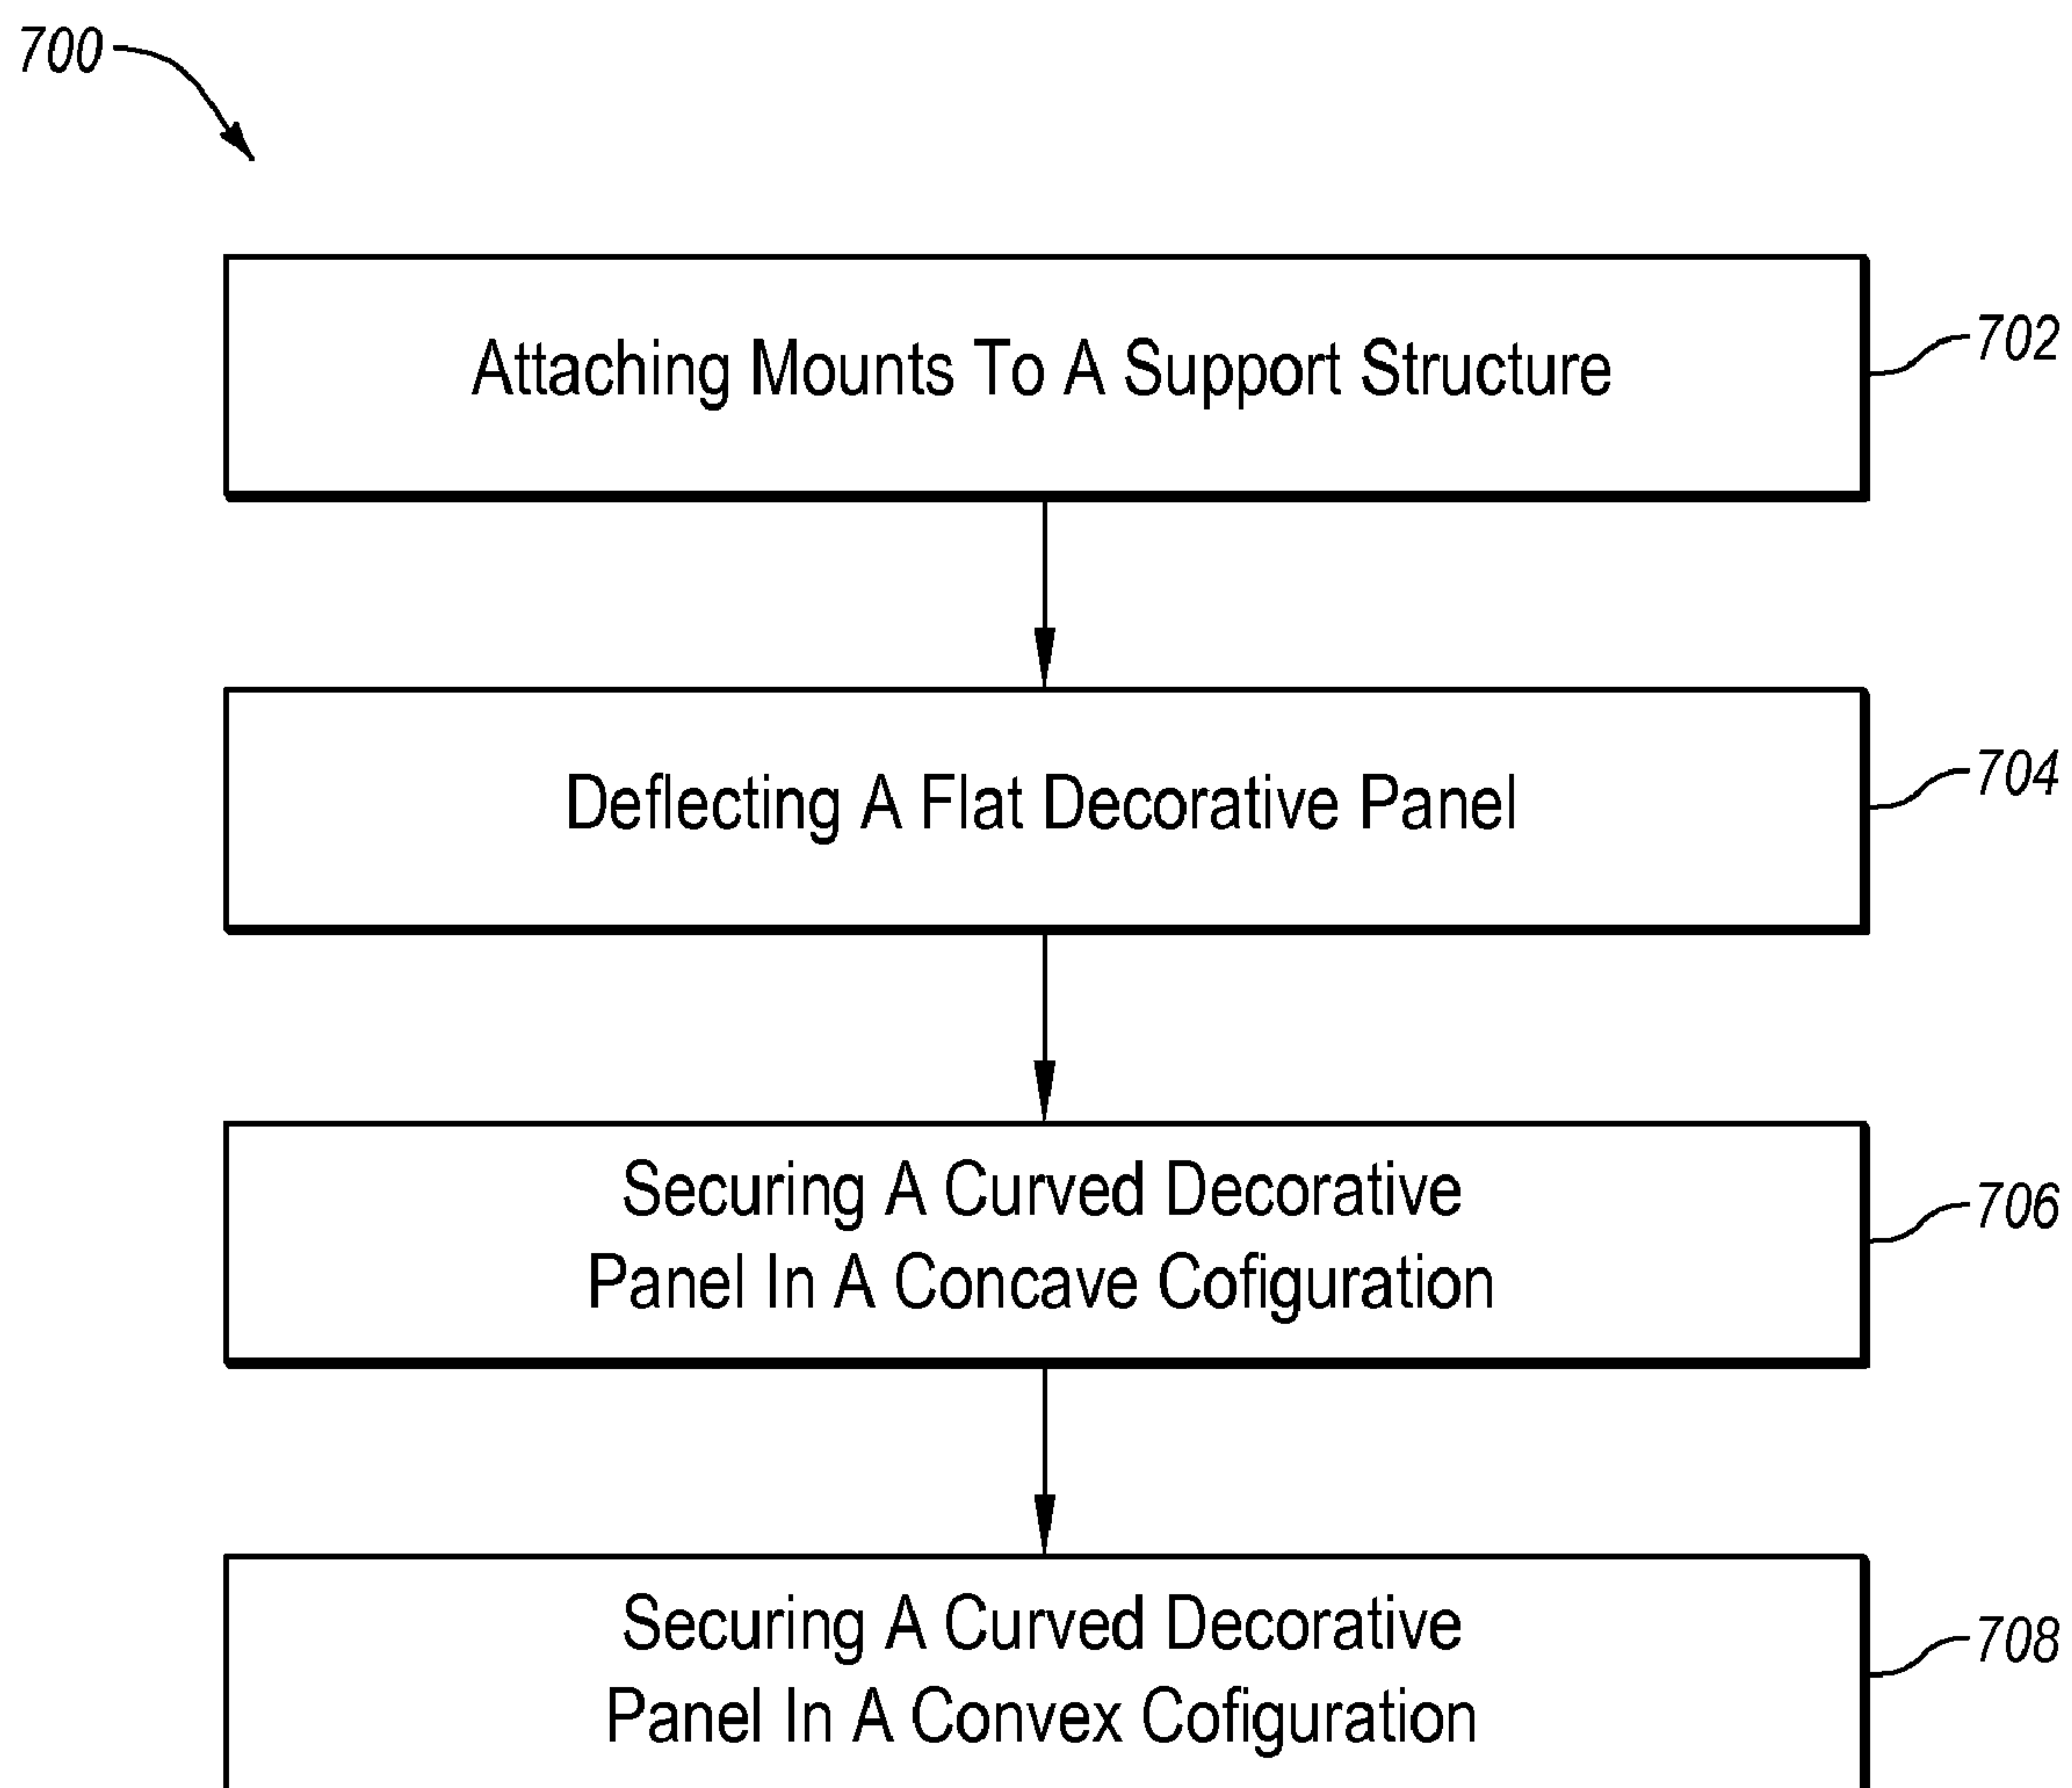 700
Attaching Mounts To A Support Structure
702
Deflecting A Flat Decorative Panel
704
Securing A Curved Decorative
Panel In A Concave Cofiguration
706
Securing A Curved Decorative
Panel In A Convex Cofiguration
708